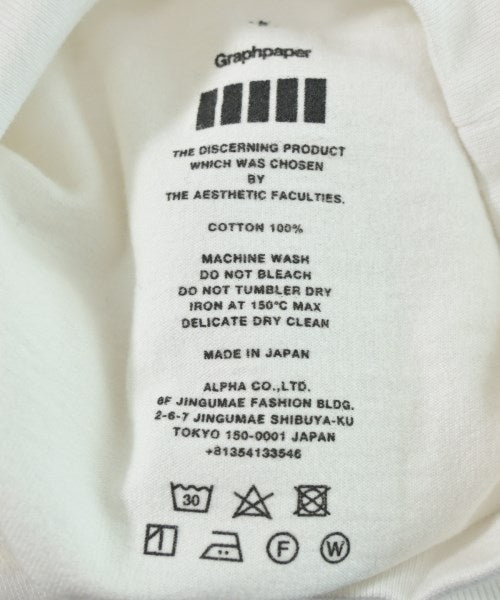 Graphpaper
THE DISCERNING PRODUCT
WHICH WAS CHOSEN
BY
THE AESTHETIC FACULTIES.
COTTON 100%
MACHINE WASH
DO NOT BLEACH
DO NOT TUMBLER DRY
IRON AT 150°C MAX
DELICATE DRY CLEAN
MADE IN JAPAN
ALPHA CO.,LTD.
6F JINGUMAE FASHION BLDG.
2-6-7 JINGUMAE SHIBUYA-KU
TOKYO 150-0001 JAPAN
+81354133546
30
F W